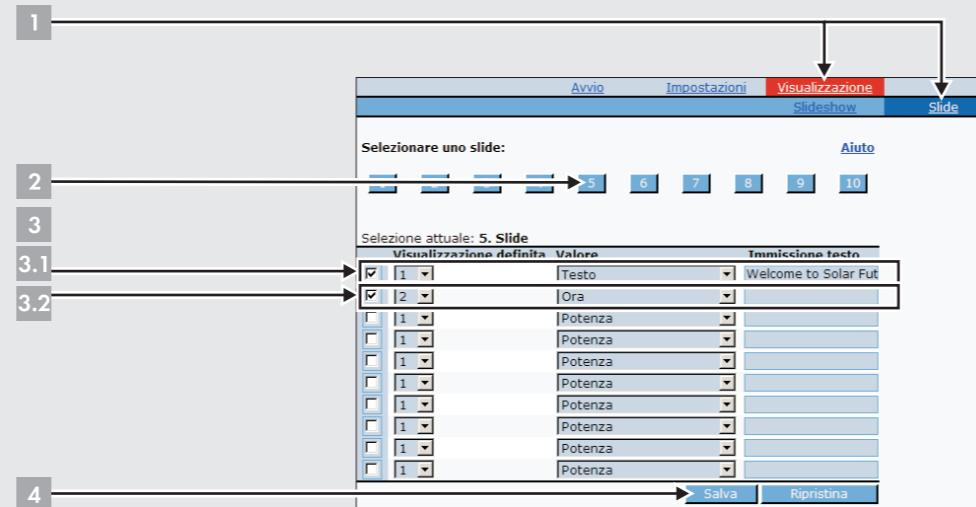 1
Avvio Impostazioni Visualizzazione
Slideshow Slide
Selezionare uno slide: Aiuto
2
5 6 7 8 9 10
3
Selezione attuale: 5. Slide
Visualizzazione definita Valore Immissione testo
3.1
1 Testo Welcome to Solar Fut
3.2
2 Ora
1 Potenza
1 Potenza
1 Potenza
1 Potenza
1 Potenza
1 Potenza
1 Potenza
1 Potenza
4
Salva Ripristina